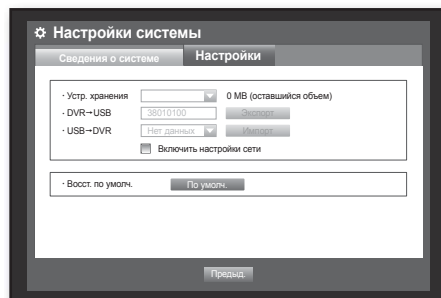 Настройки системы
Сведения о системе Настройки
· Устр. хранения 0 MB (оставшийся объем)
· DVR→USB 38010100 Экспорт
· USB→DVR Нет данных Импорт
Включить настройки сети
· Восст. по умолч. По умолч.
Предыд.